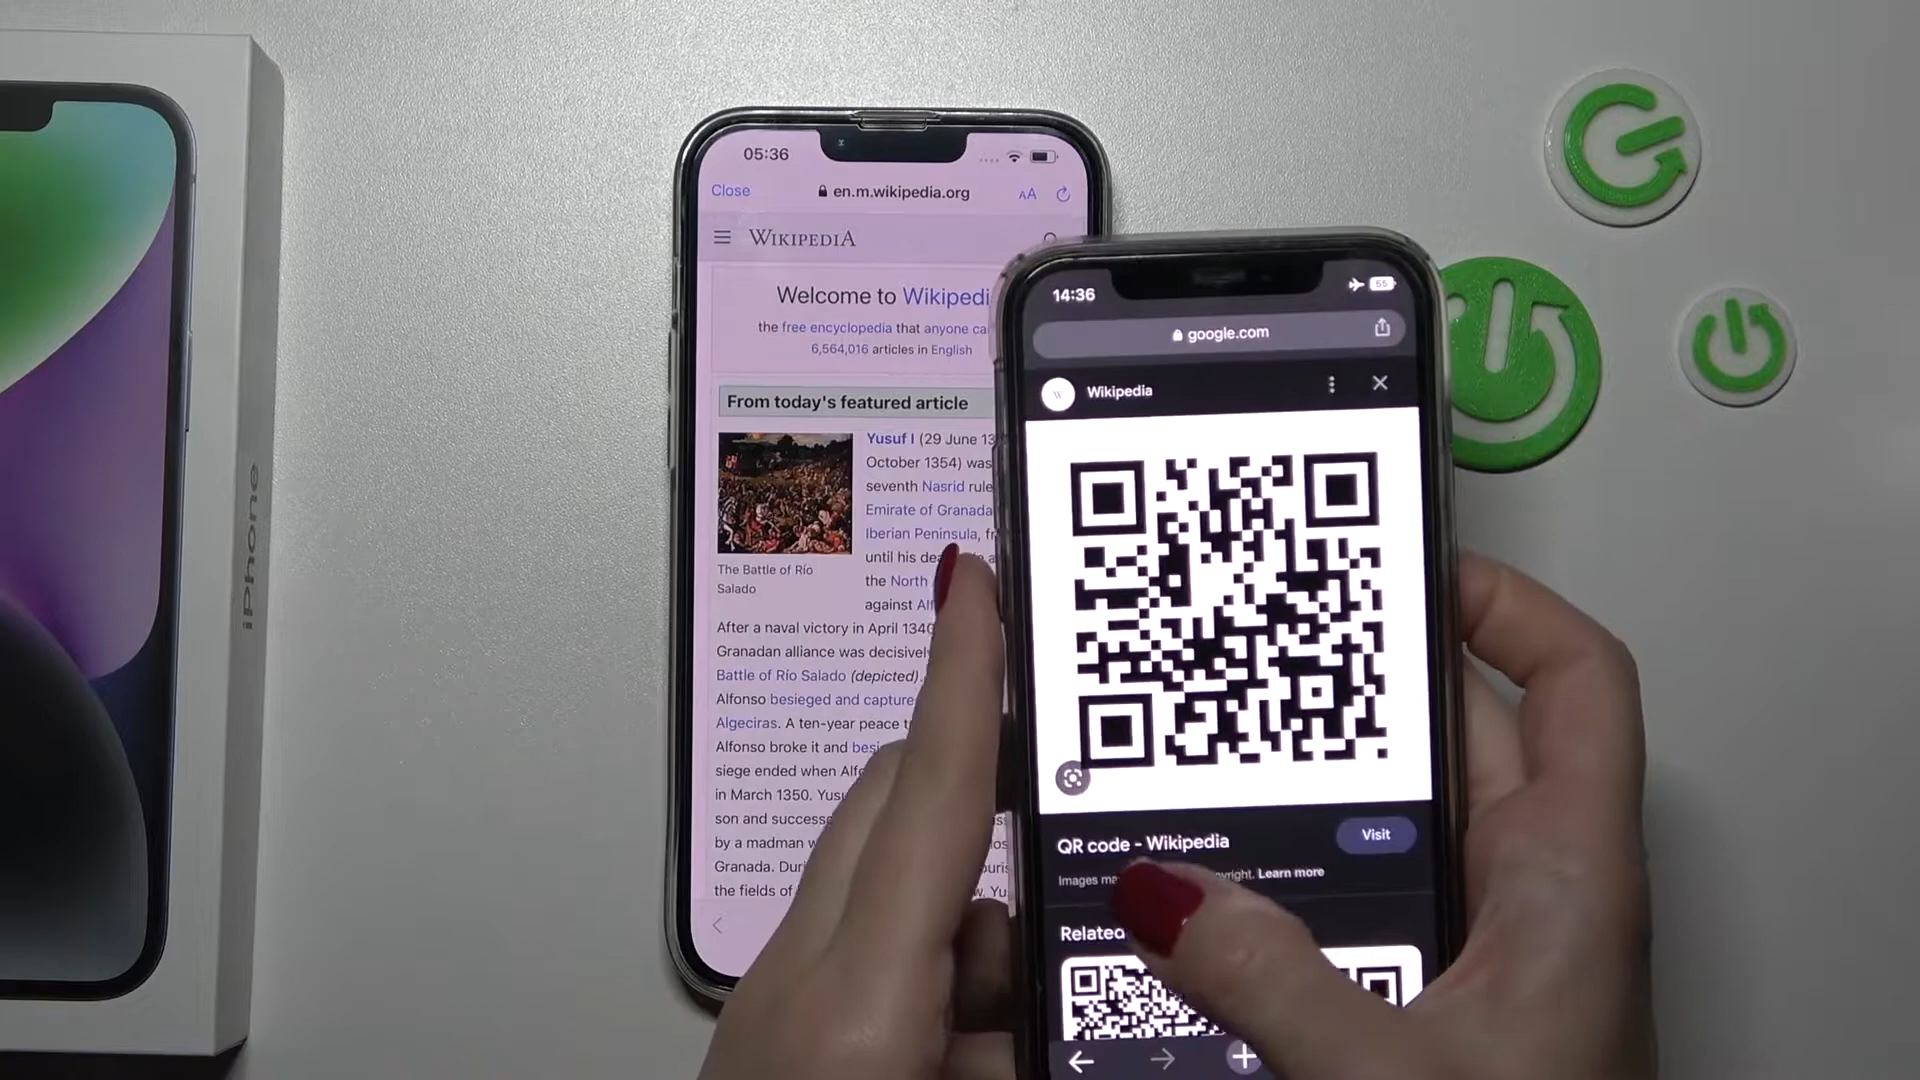 iPhone
05:36
Close
en.m.wikipedia.org
AA
WIKIPEDIA
Welcome to Wikipedi
the free encyclopedia that anyone ca
6,564,016 articles in English
From today's featured article
Yusuf I (29 June 13
October 1354) was
seventh Nasrid rule
Emirate of Granada
Iberian Peninsula, fr
until his dea
the North
against Alf
The Battle of Río
Salado
After a naval victory in April 1340
Granadan alliance was decisively
Battle of Río Salado (depicted).
Alfonso besieged and capture
Algeciras. A ten-year peace t
Alfonso broke it and besi
siege ended when Alfo
in March 1350. Yusu
son and success
by a madman w
Granada. Duri
the fields of
14:36
55
google.com
W
Wikipedia
QR code - Wikipedia
Visit
Images ma yright. Learn more
Related